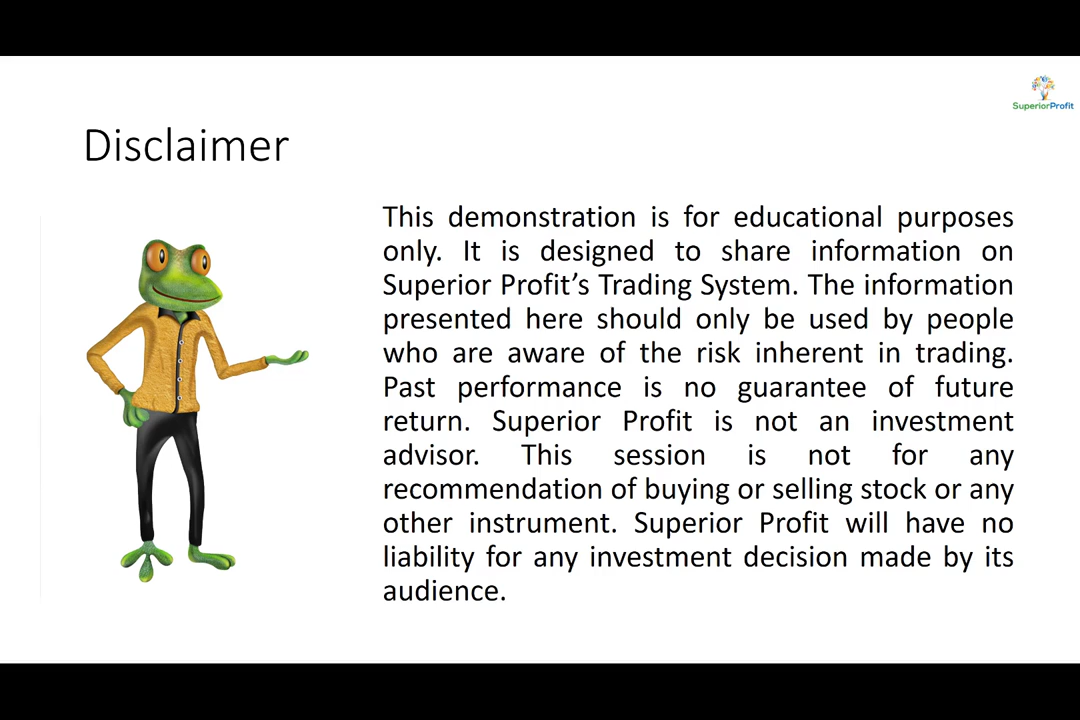 SuperiorProfit
Disclaimer
This demonstration is for educational purposes
only. It is designed to share information on
Superior Profit’s Trading System. The information
presented here should only be used by people
who are aware of the risk inherent in trading.
Past performance is no guarantee of future
return. Superior Profit is not an investment
advisor. This session is not for any
recommendation of buying or selling stock or any
other instrument. Superior Profit will have no
liability for any investment decision made by its
audience.